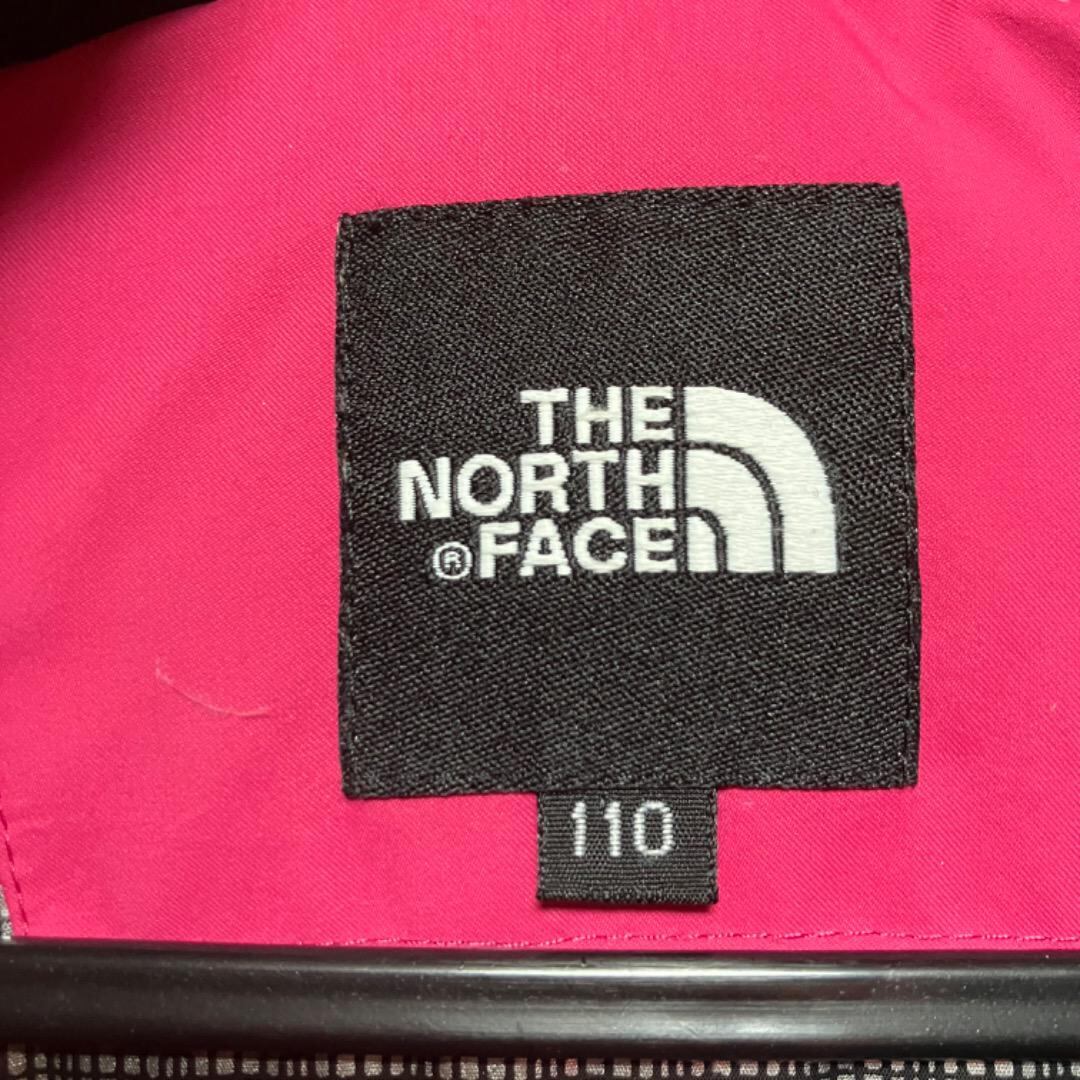 THE
NORTH
®FACE
110